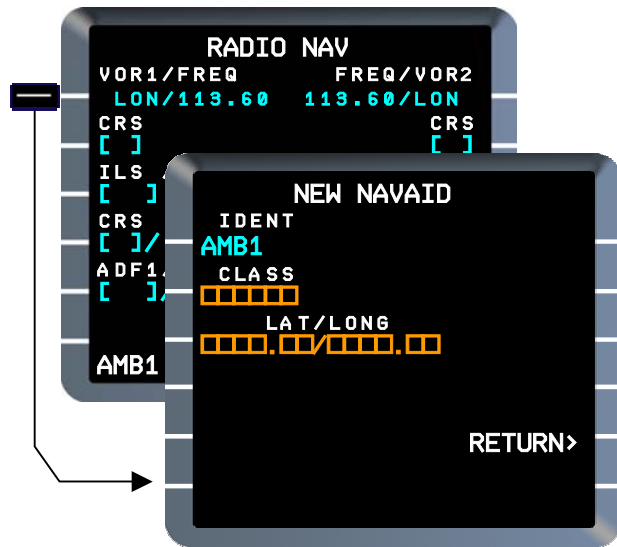 RADIO NAV
VOR1/FREQ FREQ/VOR2
LON/113.60 113.60/LON
CRS CRS
[ ] [ ]
ILS
[ ]
CRS
[ ]/
ADF1/
[ ]/
AMB1
NEW NAVAID
IDENT
AMB1
CLASS
□□□□□□
LAT/LONG
□□□□.□□/□□□□.□□
RETURN>